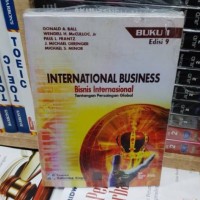 DONALD A. BALL
WENDELL H. McCULLOC, Jr
PAUL L. FRANTZ
J. MICHAEL GERINGER
MICHAEL S. MINOR
BUKU 1
Edisi 9
INTERNATIONAL BUSINESS
Bisnis Internasional
Tantangan Persaingan Global
TOEIC